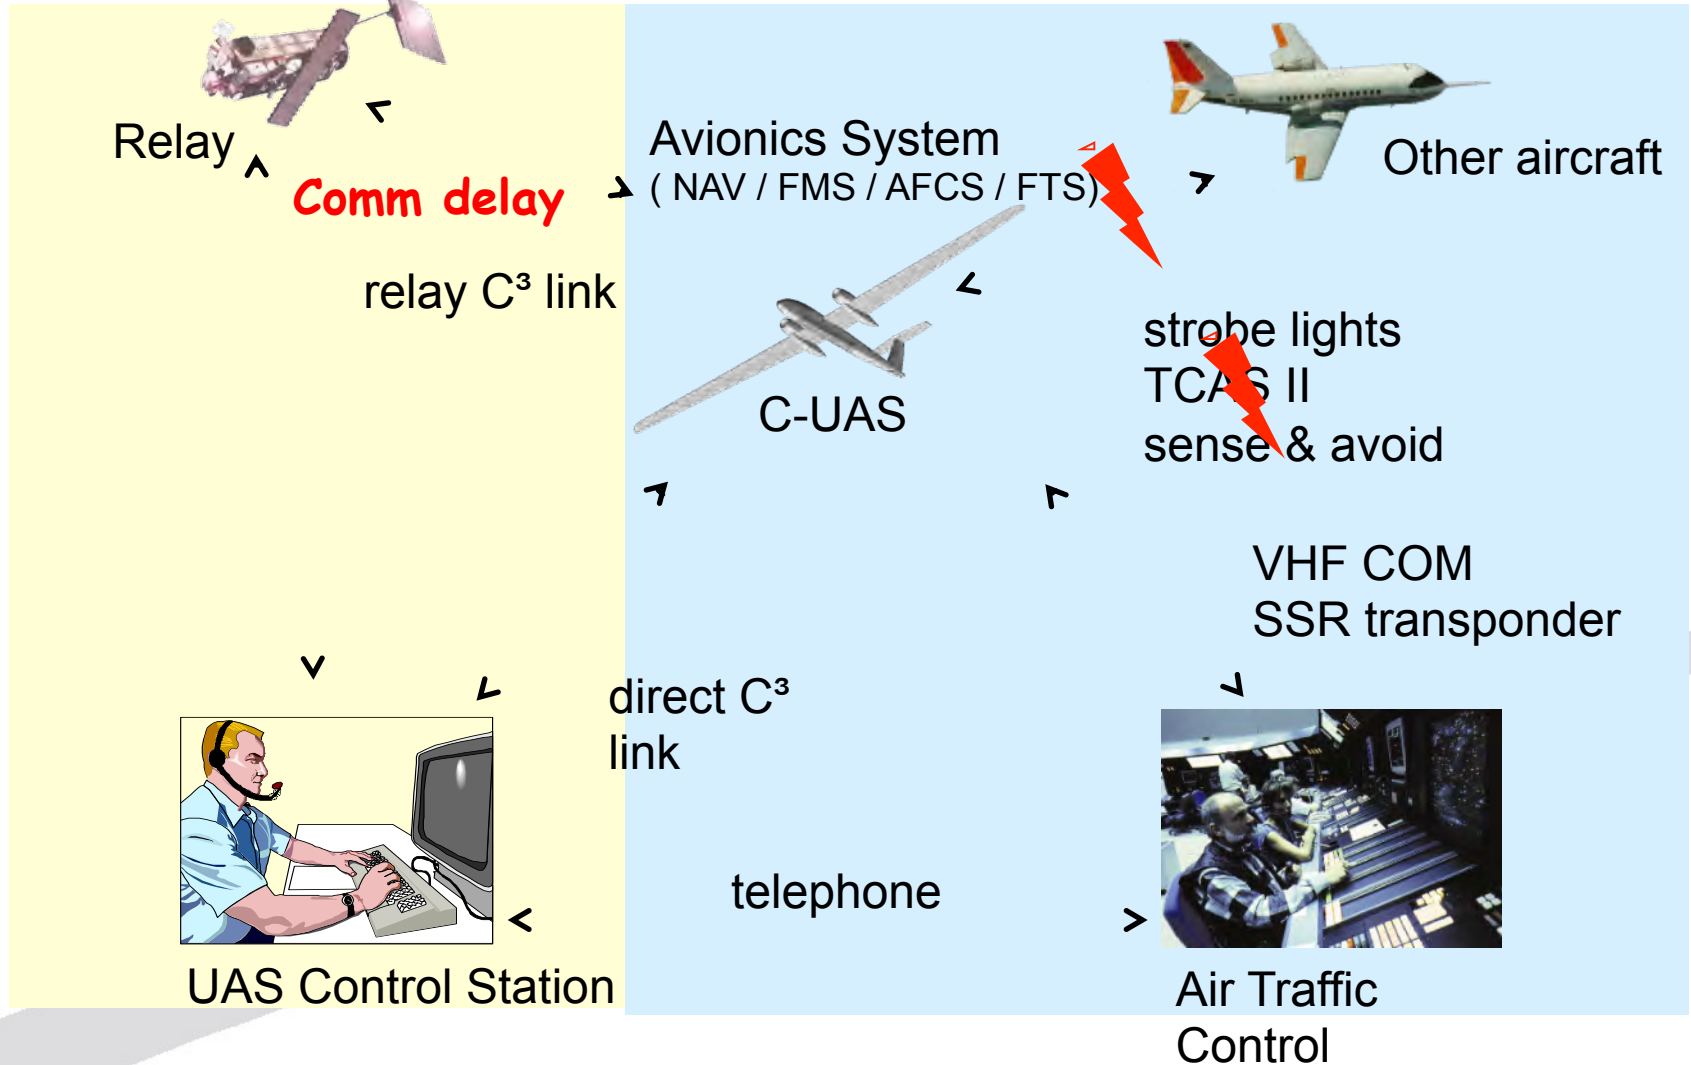 Relay
Comm delay
relay C³ link
Avionics System
( NAV / FMS / AFCS / FTS)
Other aircraft
C-UAS
strobe lights
TCAS II
sense & avoid
VHF COM
SSR transponder
direct C³
link
telephone
UAS Control Station
Air Traffic
Control